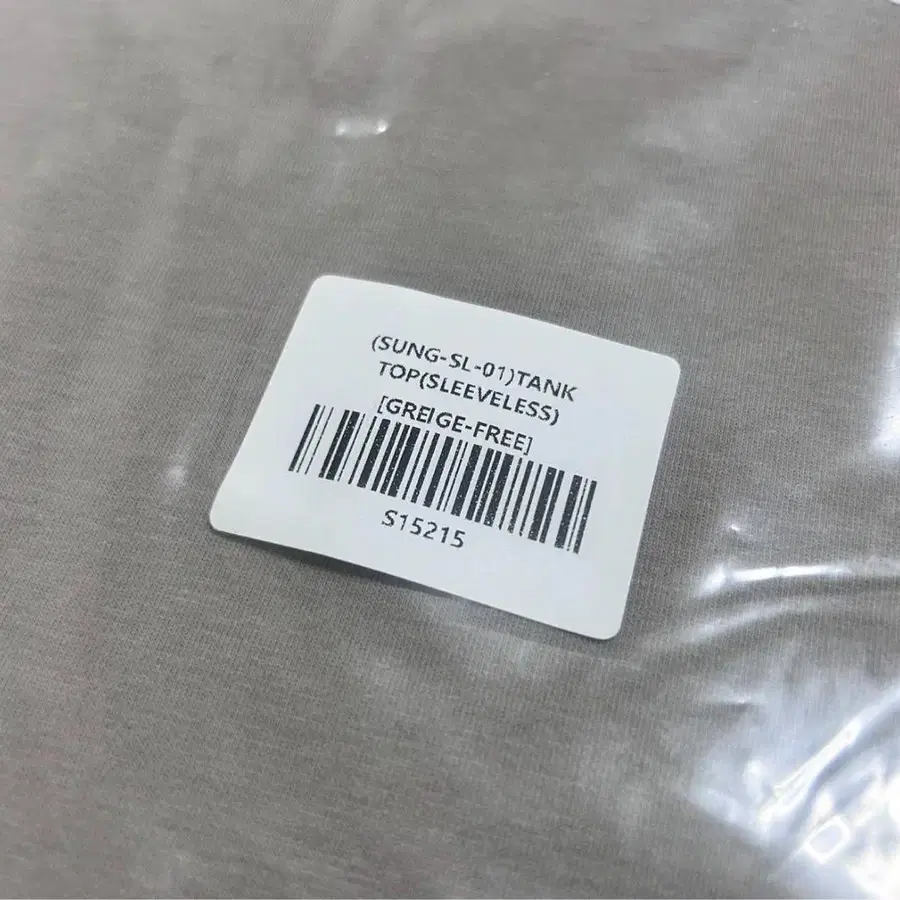 (SUNG-SL-01)TANK
TOP(SLEEVELESS)
[GREIGE-FREE]
S15215